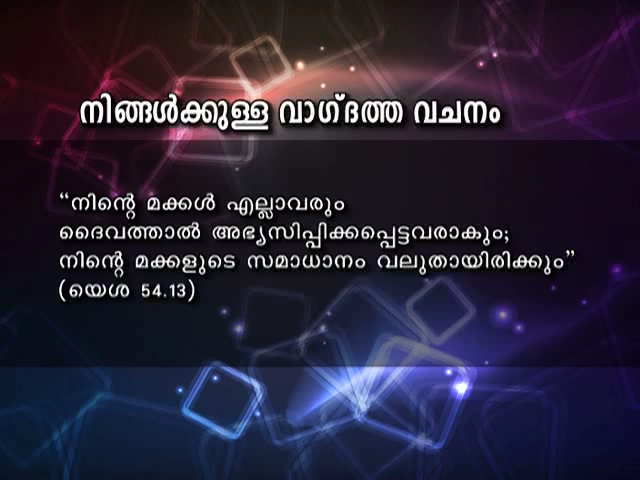 നിങ്ങൾക്കുള്ള വാഗ്ദത്ത വചനം
“നിന്റെ മക്കൾ എല്ലാവരും
ദൈവത്താൽ അഭ്യസിപ്പിക്കപ്പെട്ടവരാകും;
നിന്റെ മക്കളുടെ സമാധാനം വലുതായിരിക്കും”
(യെശ 54.13)